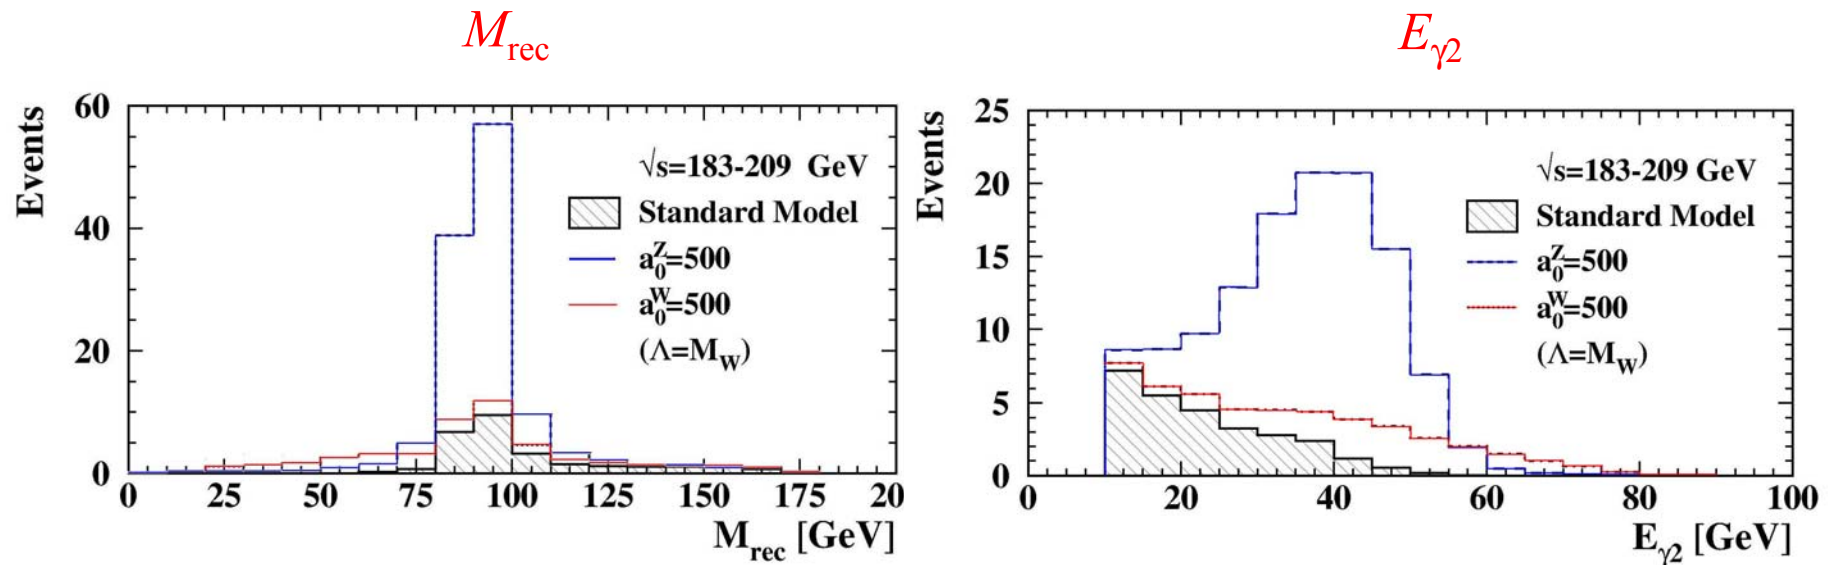 M_rec
E_γ2
Events
60
40
20
0
√s=183-209 GeV
Standard Model
a_0^Z=500
a_0^W=500
(Λ=M_W)
0 25 50 75 100 125 150 175 20
M_rec [GeV]
Events
25
20
15
10
5
0
√s=183-209 GeV
Standard Model
a_0^Z=500
a_0^W=500
(Λ=M_W)
0 20 40 60 80 100
E_γ2 [GeV]